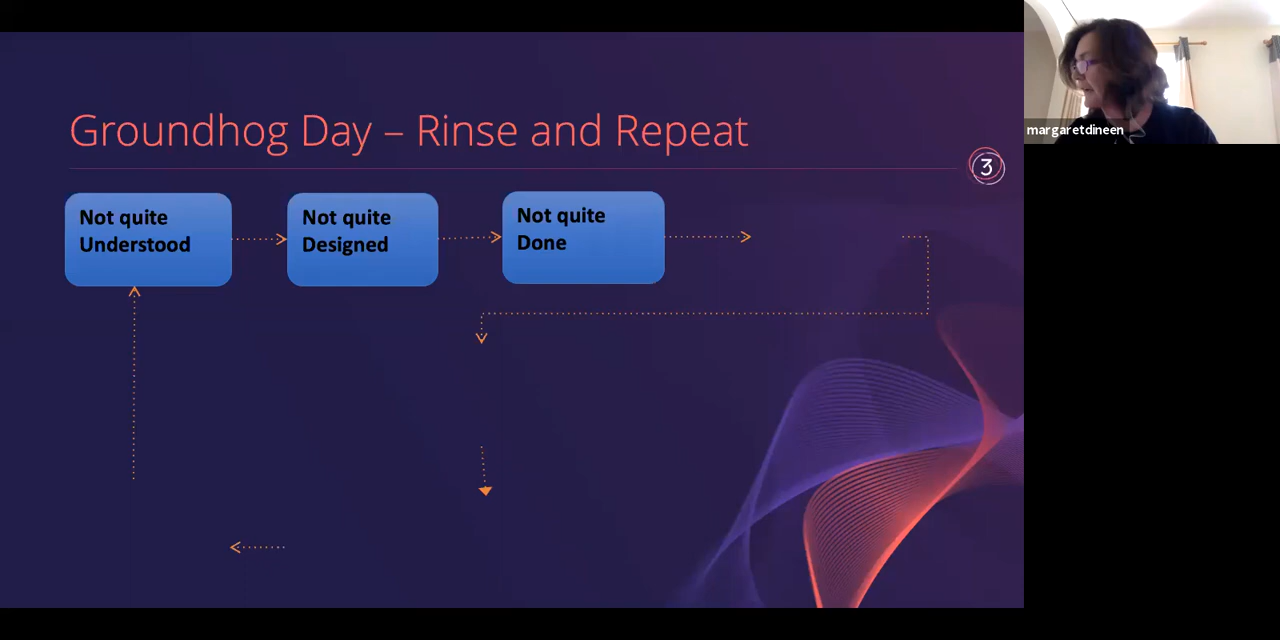 Groundhog Day – Rinse and Repeat
margaretdineen
3
Not quite
Understood
Not quite
Designed
Not quite
Done